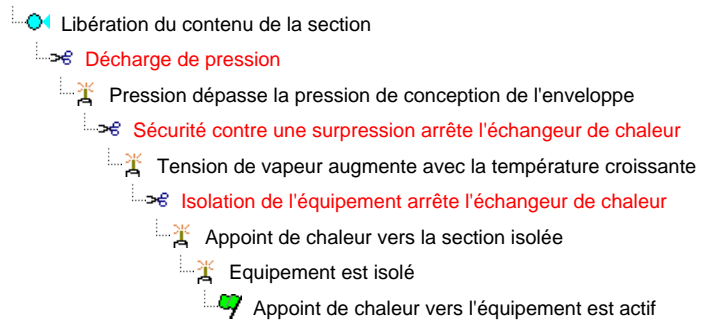 Libération du contenu de la section
Décharge de pression
Pression dépasse la pression de conception de l'enveloppe
Sécurité contre une surpression arrête l'échangeur de chaleur
Tension de vapeur augmente avec la température croissante
Isolation de l'équipement arrête l'échangeur de chaleur
Appoint de chaleur vers la section isolée
Equipement est isolé
Appoint de chaleur vers l'équipement est actif